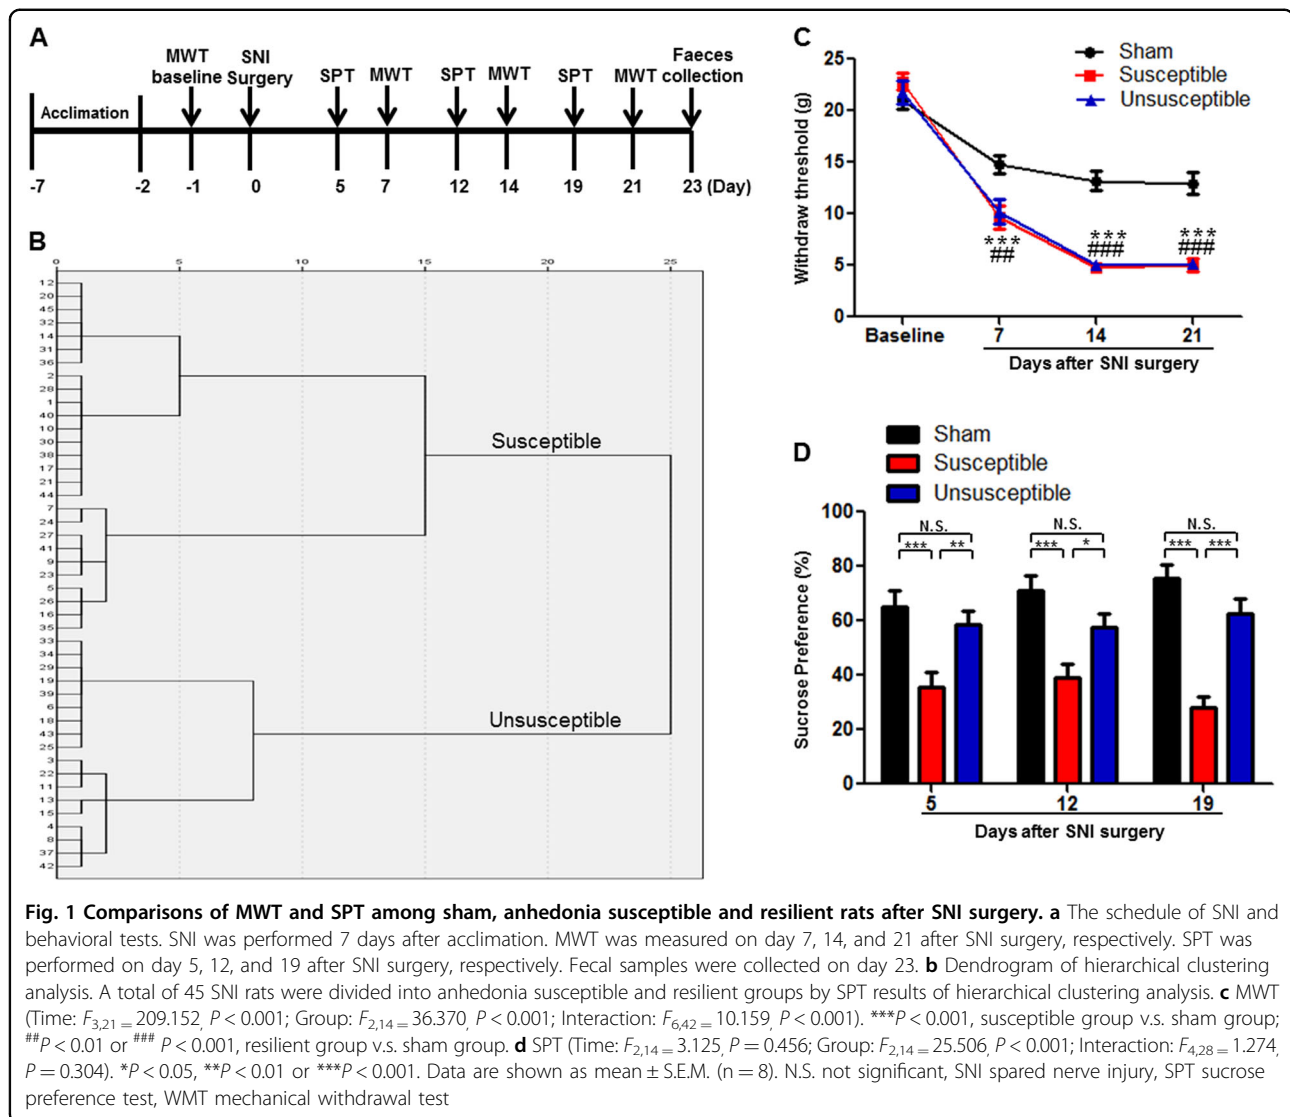 A
MWT
baseline
SNI
Surgery
SPT
MWT
SPT
MWT
SPT
MWT
Faeces
collection
Acclimation
-7
-2
-1
0
5
7
12
14
19
21
23 (Day)
B
0
5
10
15
20
25
12
20
45
32
14
31
36
2
28
1
40
10
30
38
17
21
44
7
24
27
41
9
23
5
26
16
35
33
34
29
19
39
6
18
43
25
3
22
11
13
15
4
8
37
42
Susceptible
Unsusceptible
C
Sham
Susceptible
Unsusceptible
Withdraw threshold (g)
25
20
15
10
5
0
***
##
***
###
***
###
Baseline
7
14
21
Days after SNI surgery
D
Sham
Susceptible
Unsusceptible
Sucrose Preference (%)
100
80
60
40
20
0
N.S.
*** **
N.S.
*** *
N.S.
*** ***
5
12
19
Days after SNI surgery
Fig. 1 Comparisons of MWT and SPT among sham, anhedonia susceptible and resilient rats after SNI surgery. a The schedule of SNI and
behavioral tests. SNI was performed 7 days after acclimation. MWT was measured on day 7, 14, and 21 after SNI surgery, respectively. SPT was
performed on day 5, 12, and 19 after SNI surgery, respectively. Fecal samples were collected on day 23. b Dendrogram of hierarchical clustering
analysis. A total of 45 SNI rats were divided into anhedonia susceptible and resilient groups by SPT results of hierarchical clustering analysis. c MWT
(Time: F3,21 = 209.152, P < 0.001; Group: F2,14 = 36.370, P < 0.001; Interaction: F6,42 = 10.159, P < 0.001). ***P < 0.001, susceptible group v.s. sham group;
##P < 0.01 or ### P < 0.001, resilient group v.s. sham group. d SPT (Time: F2,14 = 3.125, P = 0.456; Group: F2,14 = 25.506, P < 0.001; Interaction: F4,28 = 1.274,
P = 0.304). *P < 0.05, **P < 0.01 or ***P < 0.001. Data are shown as mean ± S.E.M. (n = 8). N.S. not significant, SNI spared nerve injury, SPT sucrose
preference test, WMT mechanical withdrawal test